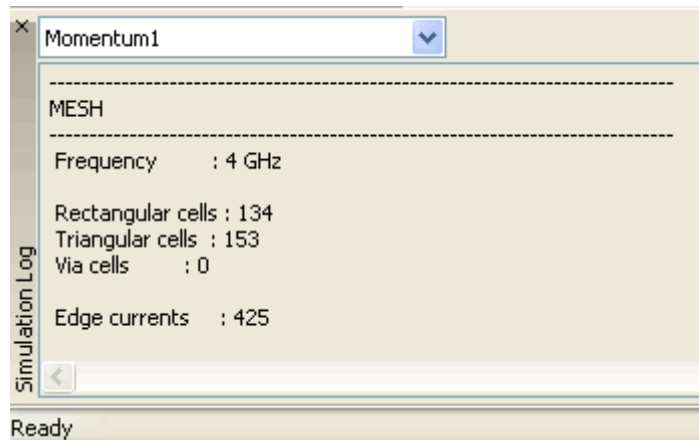 Momentum1
--------------------------------------------------------------------------------
MESH
--------------------------------------------------------------------------------
Frequency : 4 GHz
Rectangular cells : 134
Triangular cells : 153
Via cells : 0
Edge currents : 425
Simulation Log
Ready